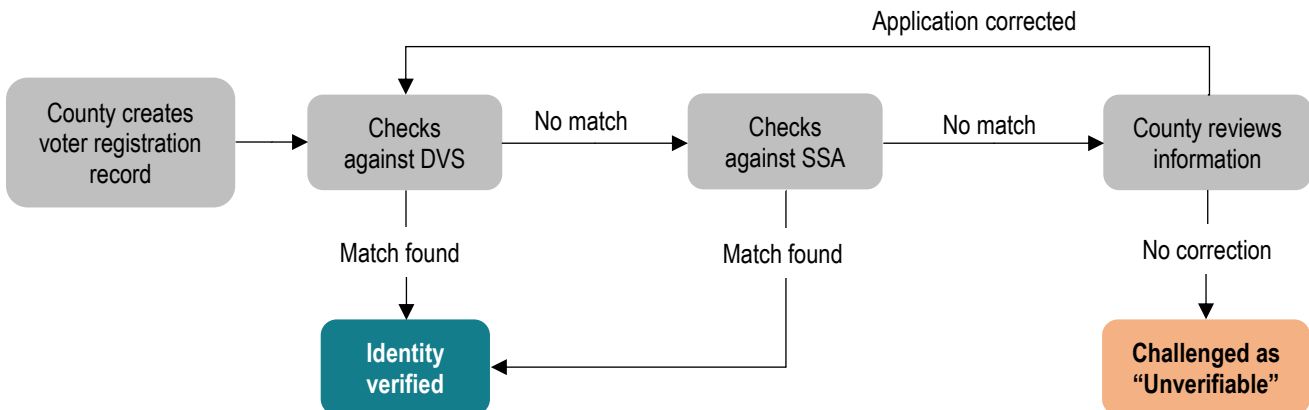 Application corrected
County creates
voter registration
record
Checks
against DVS
No match
Checks
against SSA
No match
County reviews
information
Match found
Match found
No correction
Identity
verified
Challenged as
“Unverifiable”